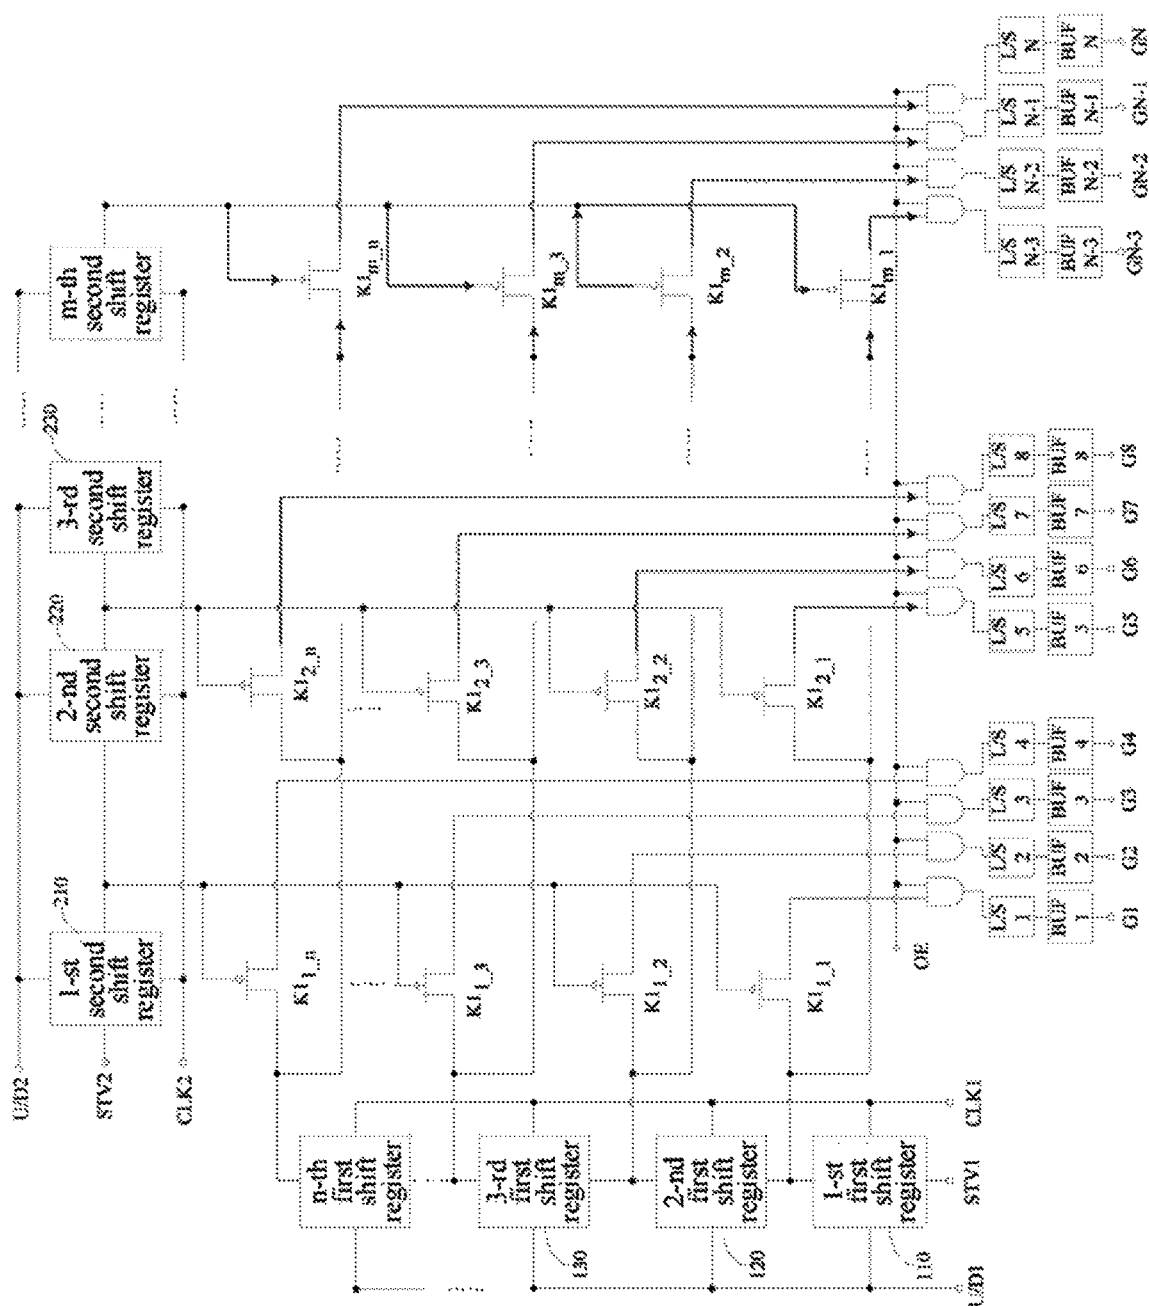 U/D2
STV2
CLK2
1-st
second
shift
register
210
2-nd
second
shift
register
220
3-rd
second
shift
register
230
m-th
second
shift
register
K1_1_n
K1_1_3
K1_1_2
K1_1_1
K1_2_n
K1_2_3
K1_2_2
K1_2_1
K1_m_n
K1_m_3
K1_m_2
K1_m_1
n-th
first
shift
register
3-rd
first
shift
register
130
2-nd
first
shift
register
120
1-st
first
shift
register
110
U/D1
STV1
CLK1
OE
L/S
1
BUF
1
G1
L/S
2
BUF
2
G2
L/S
3
BUF
3
G3
L/S
4
BUF
4
G4
L/S
5
BUF
5
G5
L/S
6
BUF
6
G6
L/S
7
BUF
7
G7
L/S
8
BUF
8
G8
L/S
N-3
BUF
N-3
GN-3
L/S
N-2
BUF
N-2
GN-2
L/S
N-1
BUF
N-1
GN-1
L/S
N
BUF
N
GN